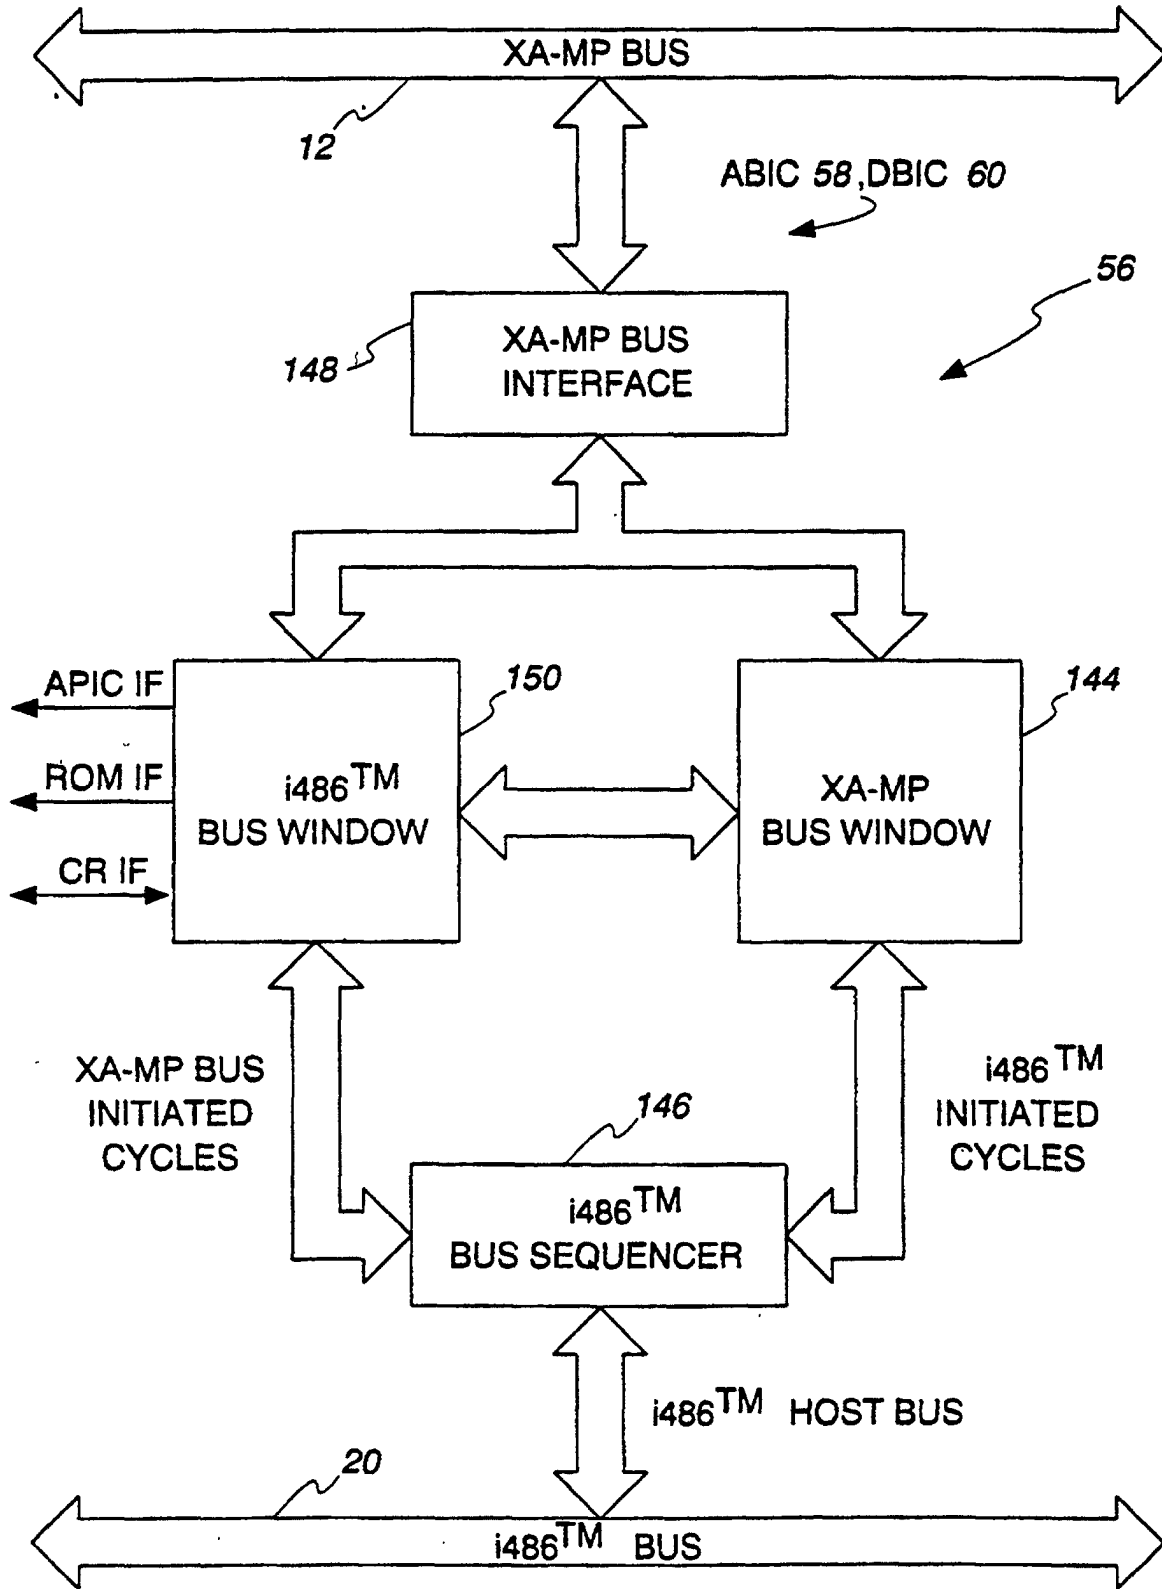 XA-MP BUS
12
ABIC 58, DBIC 60
56
148
XA-MP BUS
INTERFACE
APIC IF
ROM IF
CR IF
150
i486™
BUS WINDOW
144
XA-MP
BUS WINDOW
XA-MP BUS
INITIATED
CYCLES
i486™
INITIATED
CYCLES
146
i486™
BUS SEQUENCER
i486™ HOST BUS
20
i486™ BUS